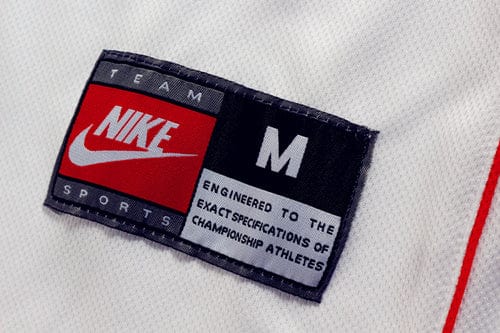 TEAM
NIKE
SPORTS
M
ENGINEERED TO THE
EXACT SPECIFICATIONS OF
CHAMPIONSHIP ATHLETES